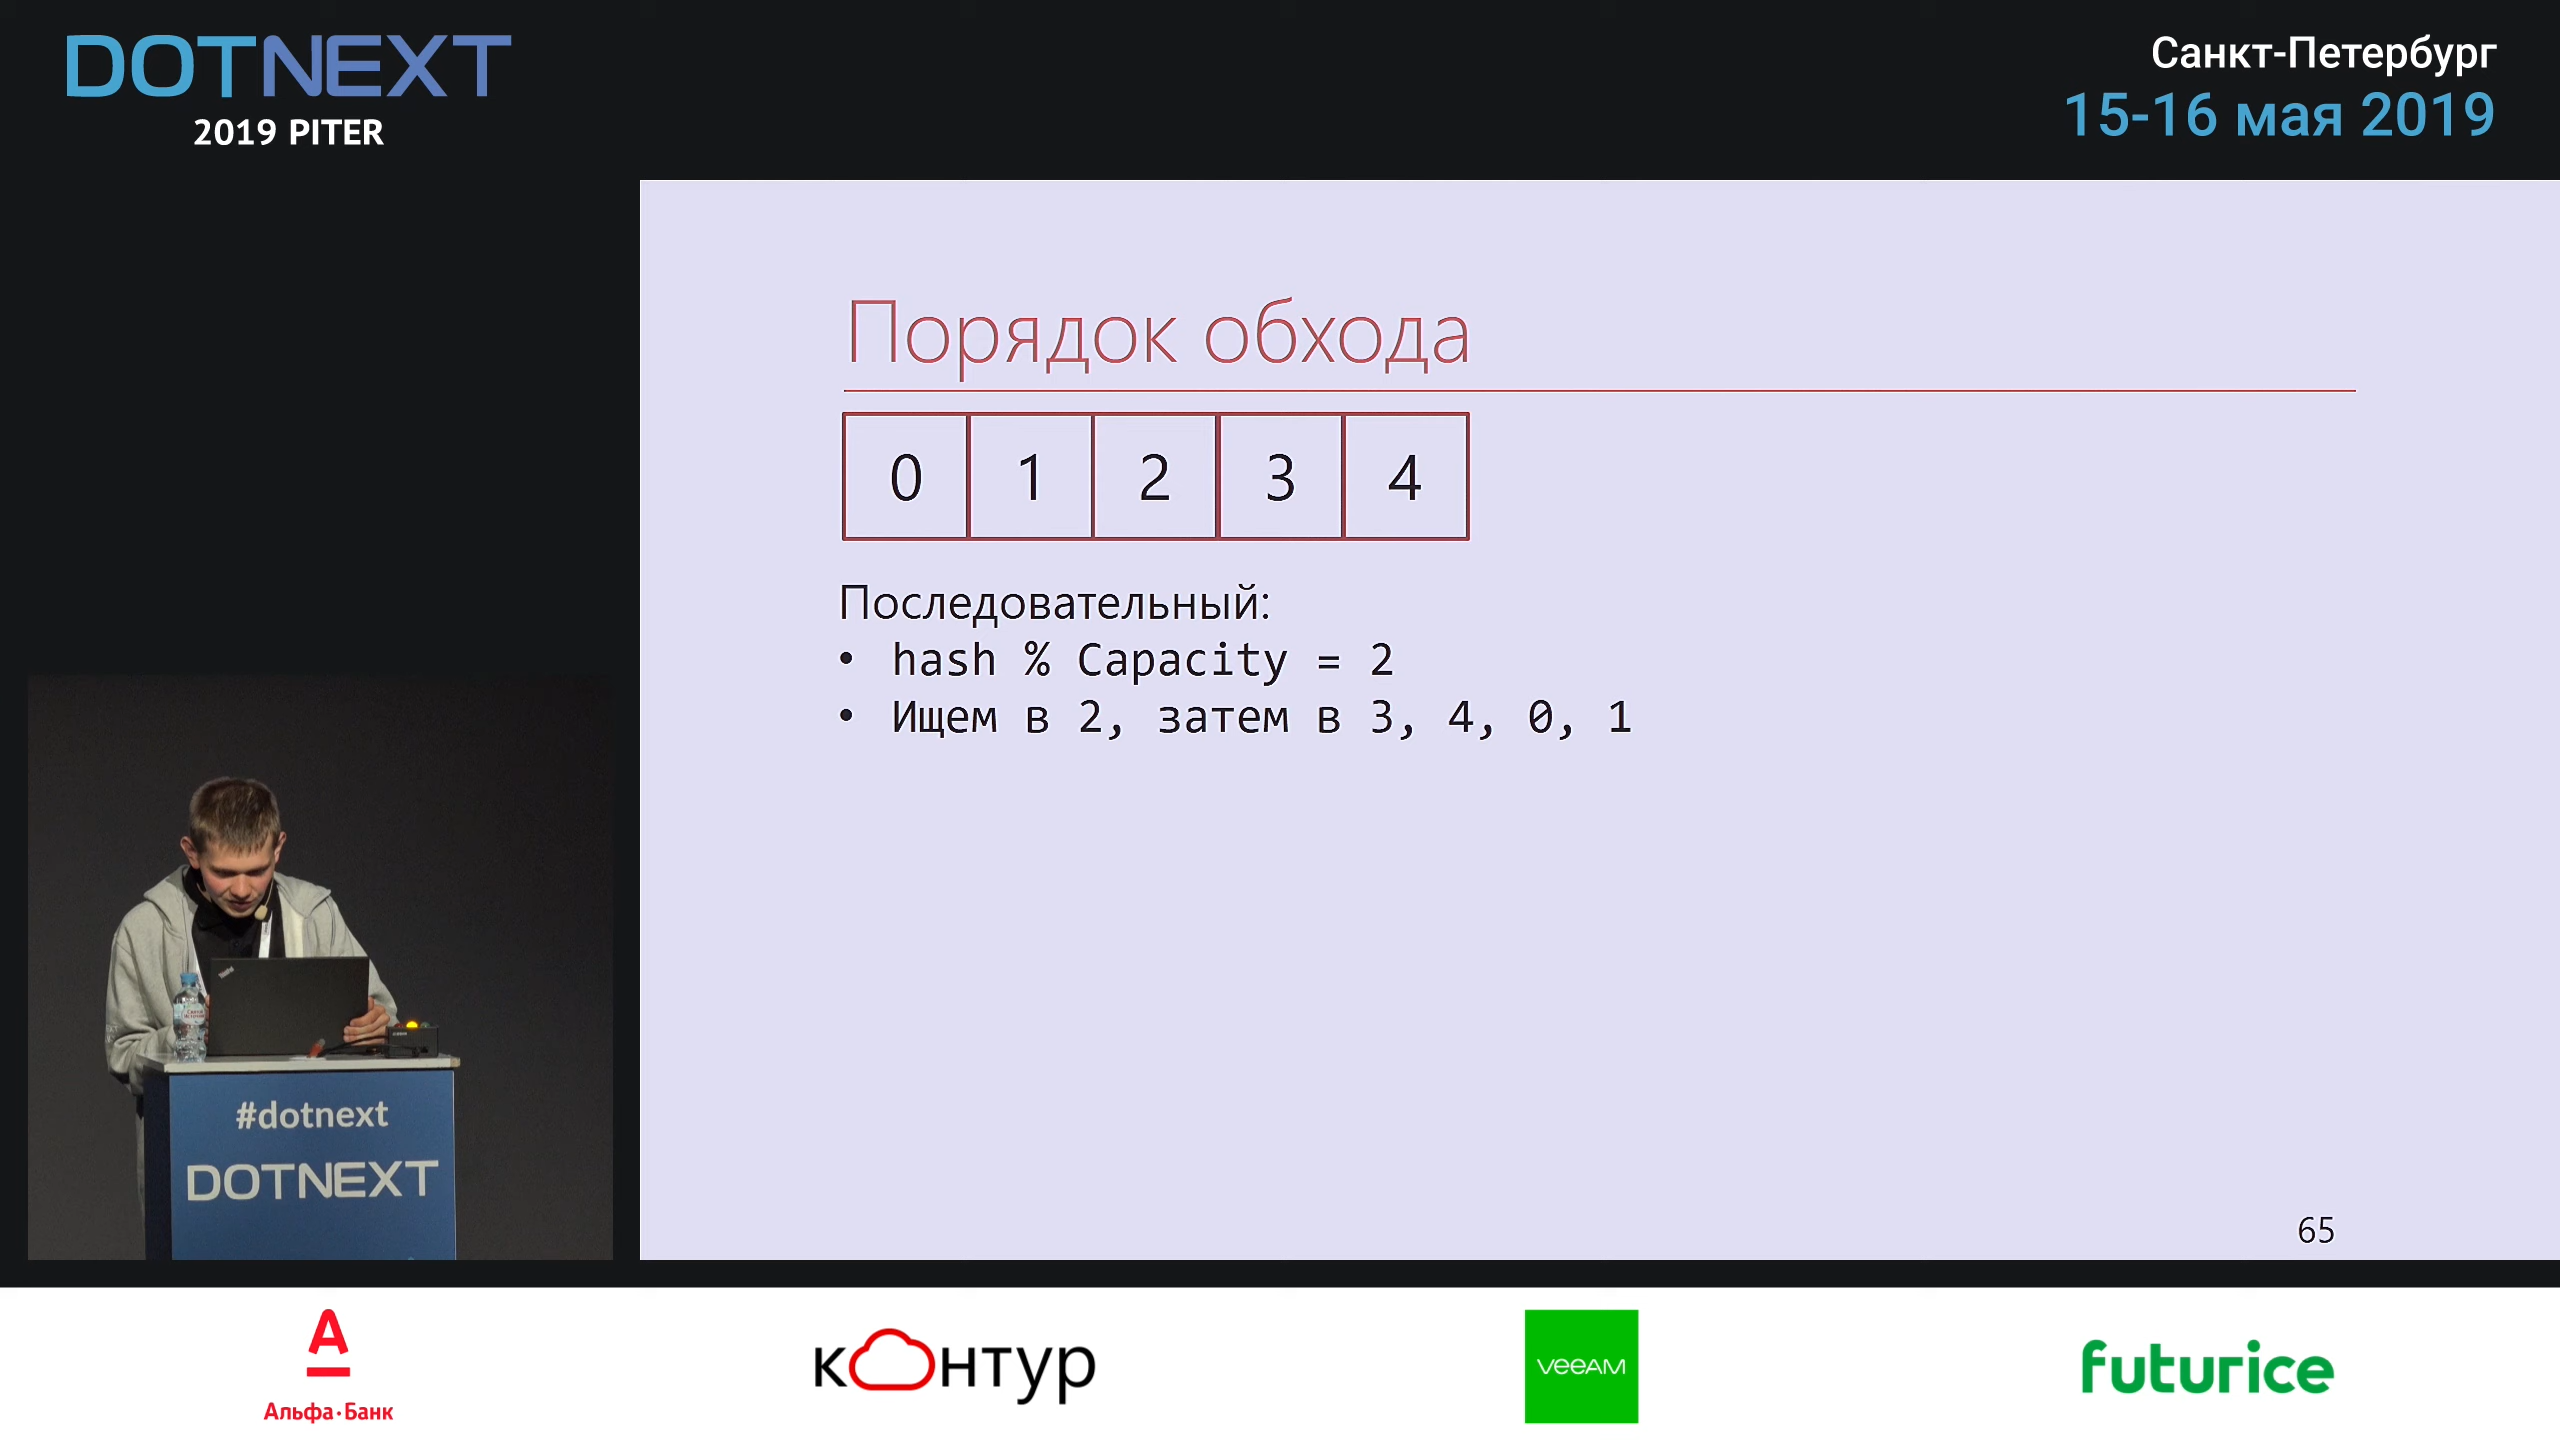 DOTNEXT
2019 PITER
Санкт-Петербург
15-16 мая 2019
Порядок обхода
0 1 2 3 4
Последовательный:
• hash % Capacity = 2
• Ищем в 2, затем в 3, 4, 0, 1
65
#dotnext
DOTNEXT
А
Альфа·Банк
контур
veeAM
futurice